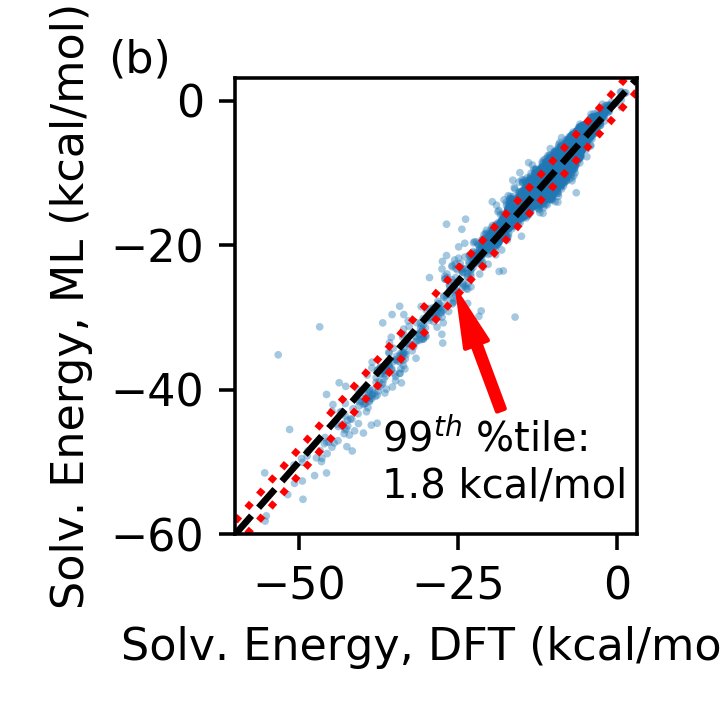 (b)
Solv. Energy, ML (kcal/mol)
0
−20
−40
−60
99th %tile:
1.8 kcal/mol
−50 −25 0
Solv. Energy, DFT (kcal/mo